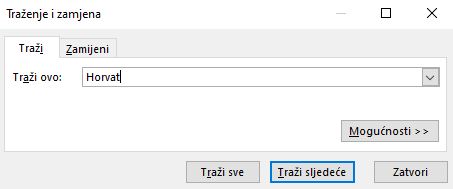 Traženje i zamjena
Traži
Zamijeni
Traži ovo:
Horvat
Mogućnosti >>
Traži sve
Traži sljedeće
Zatvori